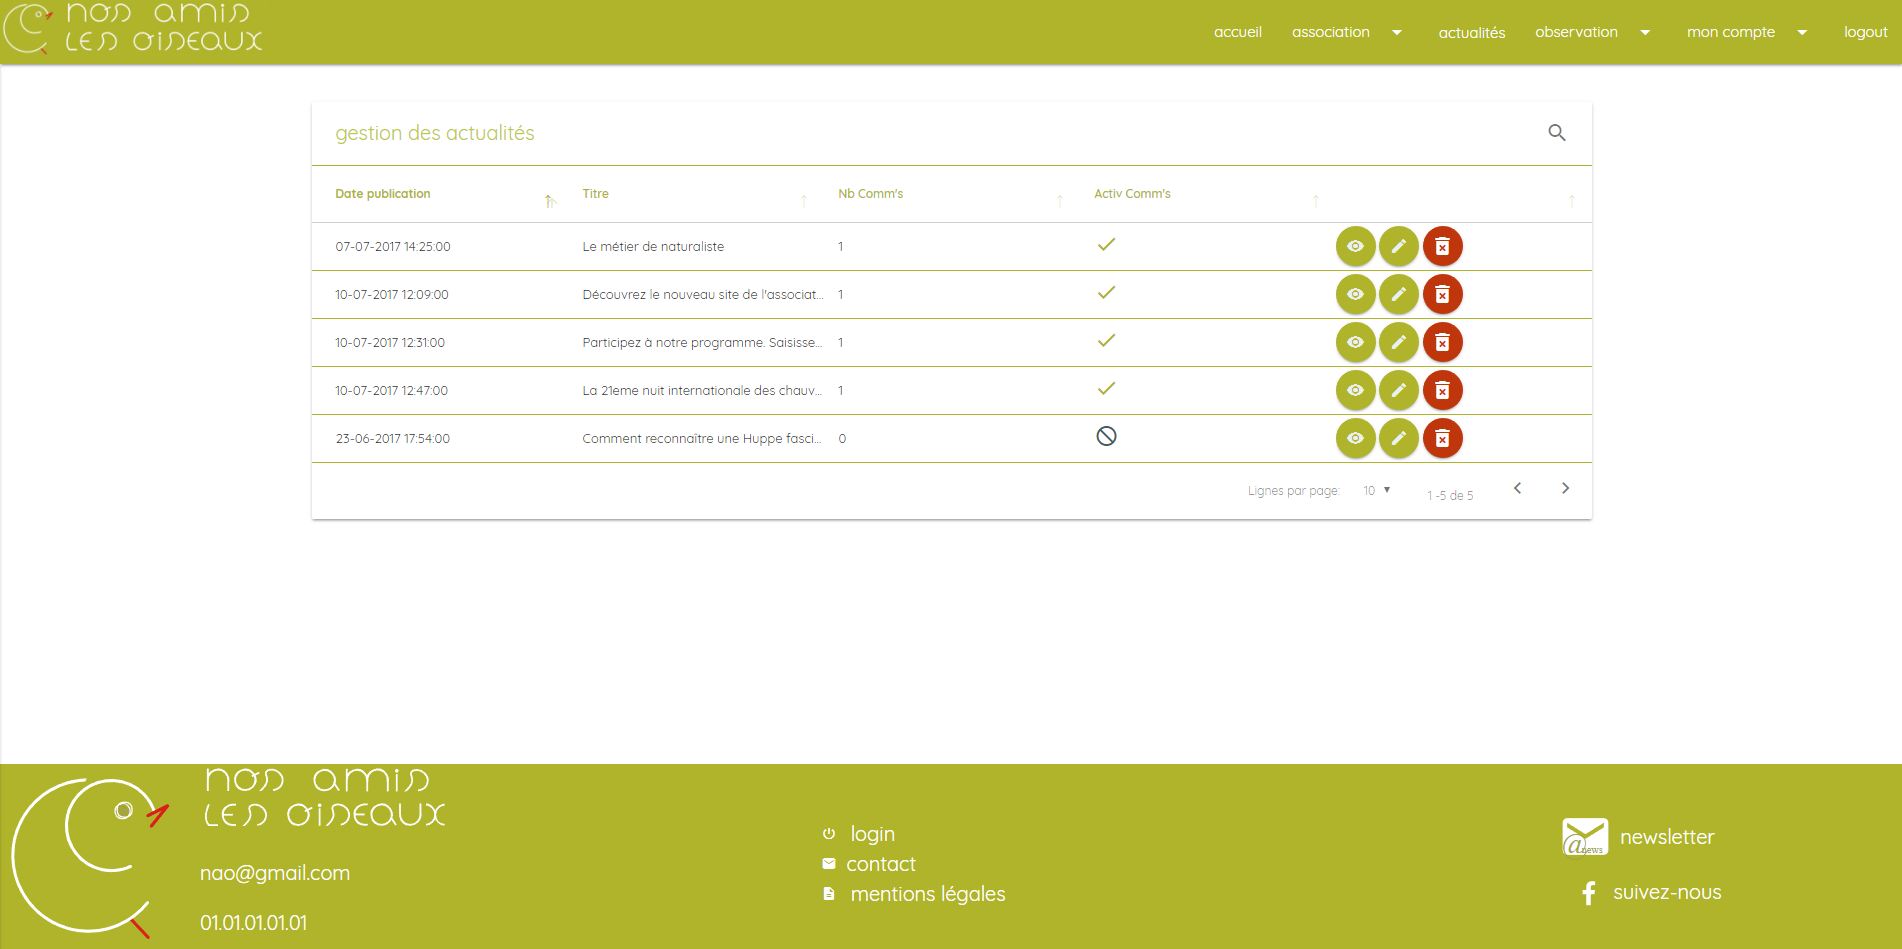 nos amis
les oiseaux
accueil association actualités observation mon compte logout
gestion des actualités
Date publication Titre Nb Comm's Activ Comm's
07-07-2017 14:25:00 Le métier de naturaliste 1
10-07-2017 12:09:00 Découvrez le nouveau site de l'associat... 1
10-07-2017 12:31:00 Participez à notre programme. Saisisse... 1
10-07-2017 12:47:00 La 21eme nuit internationale des chauv... 1
23-06-2017 17:54:00 Comment reconnaître une Huppe fasci... 0
Lignes par page: 10 1 -5 de 5
nos amis
les oiseaux
nao@gmail.com
01.01.01.01.01
login
contact
mentions légales
@news newsletter
suivez-nous